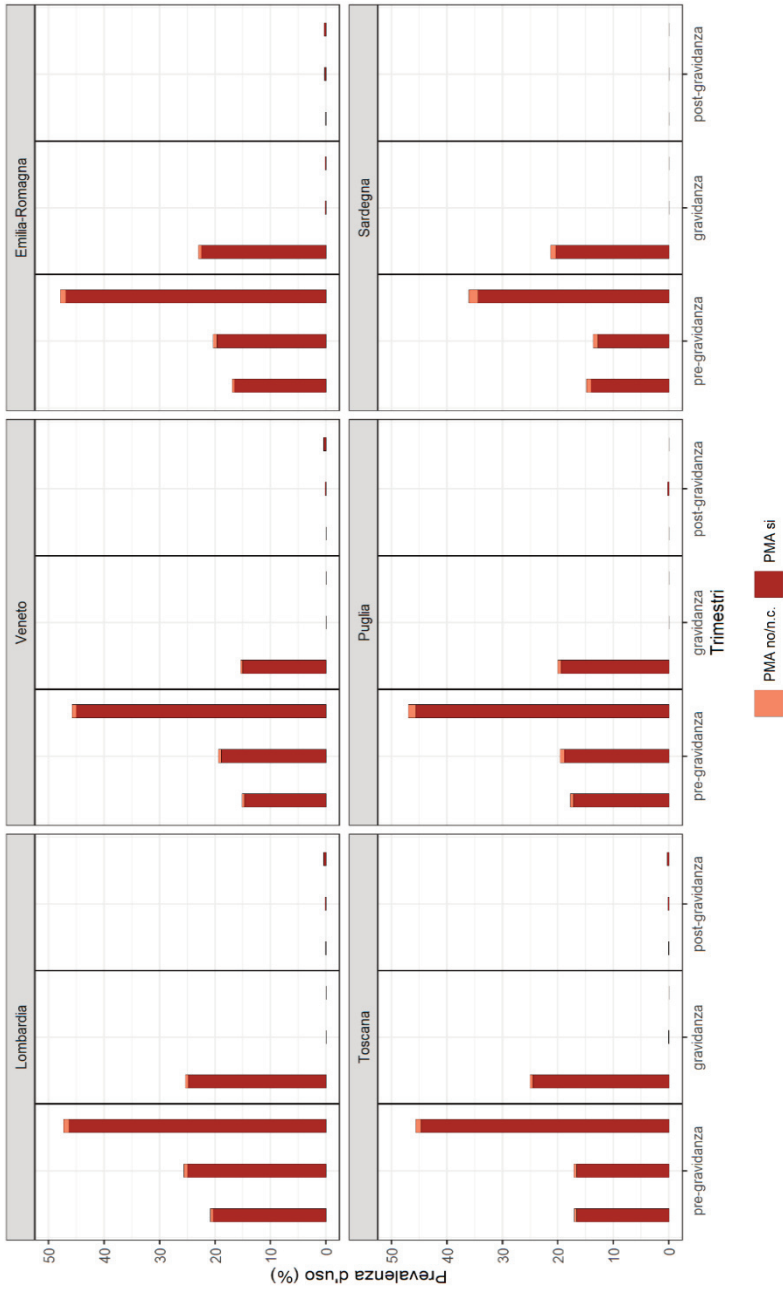 Lombardia
Veneto
Emilia-Romagna
50
40
30
20
10
0
Toscana
Puglia
Sardegna
50
40
30
20
10
0
pre-gravidanza
gravidanza
post-gravidanza
pre-gravidanza
gravidanza
post-gravidanza
pre-gravidanza
gravidanza
post-gravidanza
Prevalenza d'uso (%)
Trimestri
PMA no/n.c.
PMA si